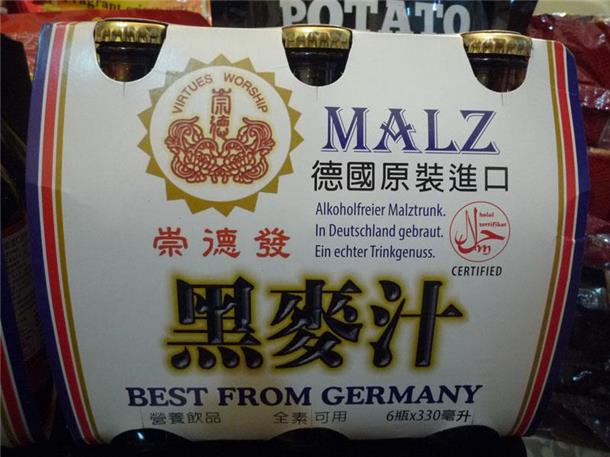 POTATO
VIRTUES WORSHIP
崇德
MALZ
德國原裝進口
Alkoholfreier Malztrunk.
In Deutschland gebraut.
Ein echter Trinkgenuss.
halal
zertifikat
حلال
CERTIFIED
崇德發
黑麥汁
BEST FROM GERMANY
營養飲品 全素可用 6瓶x330毫升